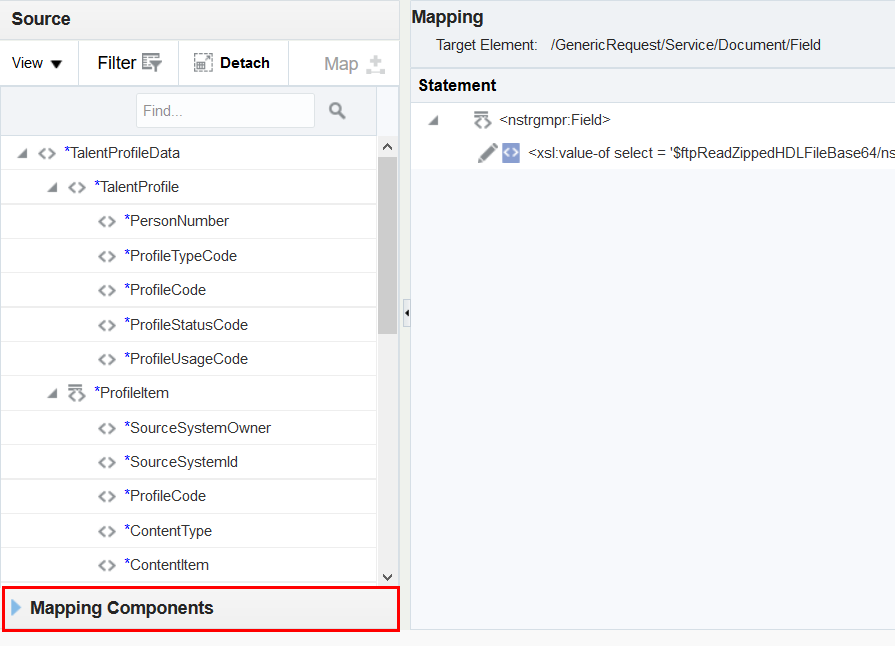 Source
View
Filter
Detach
Map
Find...
*TalentProfileData
*TalentProfile
*PersonNumber
*ProfileTypeCode
*ProfileCode
*ProfileStatusCode
*ProfileUsageCode
*ProfileItem
*SourceSystemOwner
*SourceSystemId
*ProfileCode
*ContentType
*ContentItem
Mapping Components
Mapping
Target Element: /GenericRequest/Service/Document/Field
Statement
<nstrgmpr:Field>
<xsl:value-of select = '$ftpReadZippedHDLFileBase64/ns